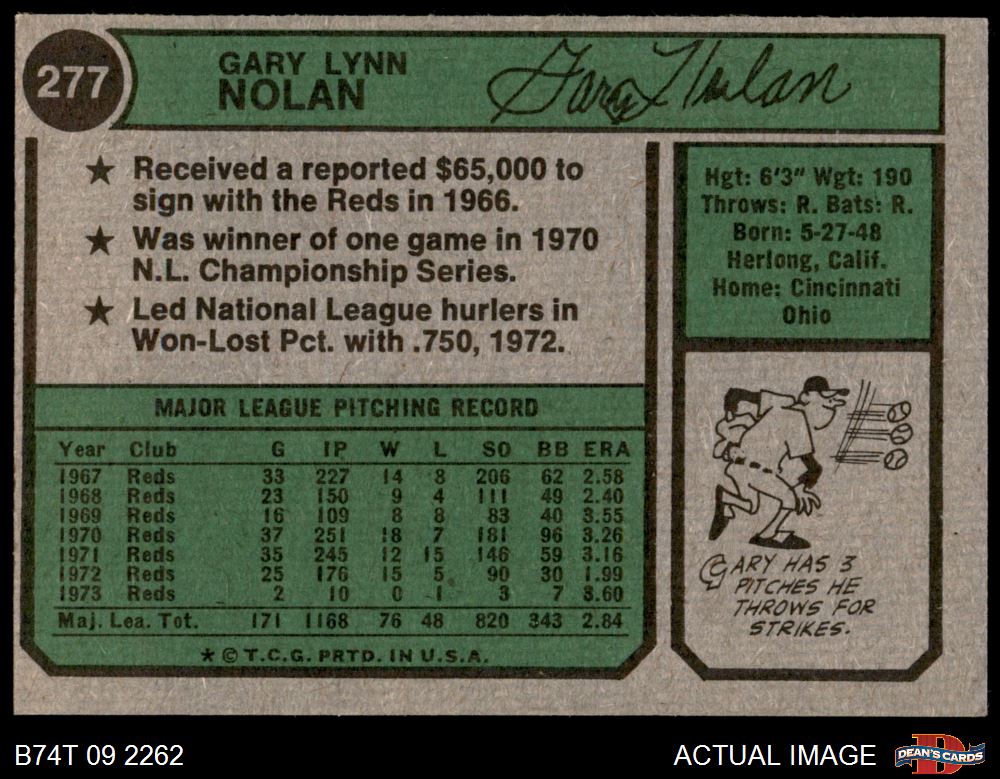 277
GARY LYNN
NOLAN
Gary Nolan
★ Received a reported $65,000 to
sign with the Reds in 1966.
★ Was winner of one game in 1970
N.L. Championship Series.
★ Led National League hurlers in
Won-Lost Pct. with .750, 1972.
Hgt: 6'3" Wgt: 190
Throws: R. Bats: R.
Born: 5-27-48
Herlong, Calif.
Home: Cincinnati
Ohio
MAJOR LEAGUE PITCHING RECORD
Year Club G IP W L SO BB ERA
1967 Reds 33 227 14 8 206 62 2.58
1968 Reds 23 150 9 4 111 49 2.40
1969 Reds 16 109 8 8 83 40 3.55
1970 Reds 37 251 18 7 181 96 3.26
1971 Reds 35 245 12 15 146 59 3.16
1972 Reds 25 176 15 5 90 30 1.99
1973 Reds 2 10 0 1 3 7 3.60
Maj. Lea. Tot. 171 1168 76 48 820 343 2.84
★ © T.C.G. PRTD. IN U.S.A.
GARY HAS 3
PITCHES HE
THROWS FOR
STRIKES.
B74T 09 2262
ACTUAL IMAGE
D
DEAN'S CARDS